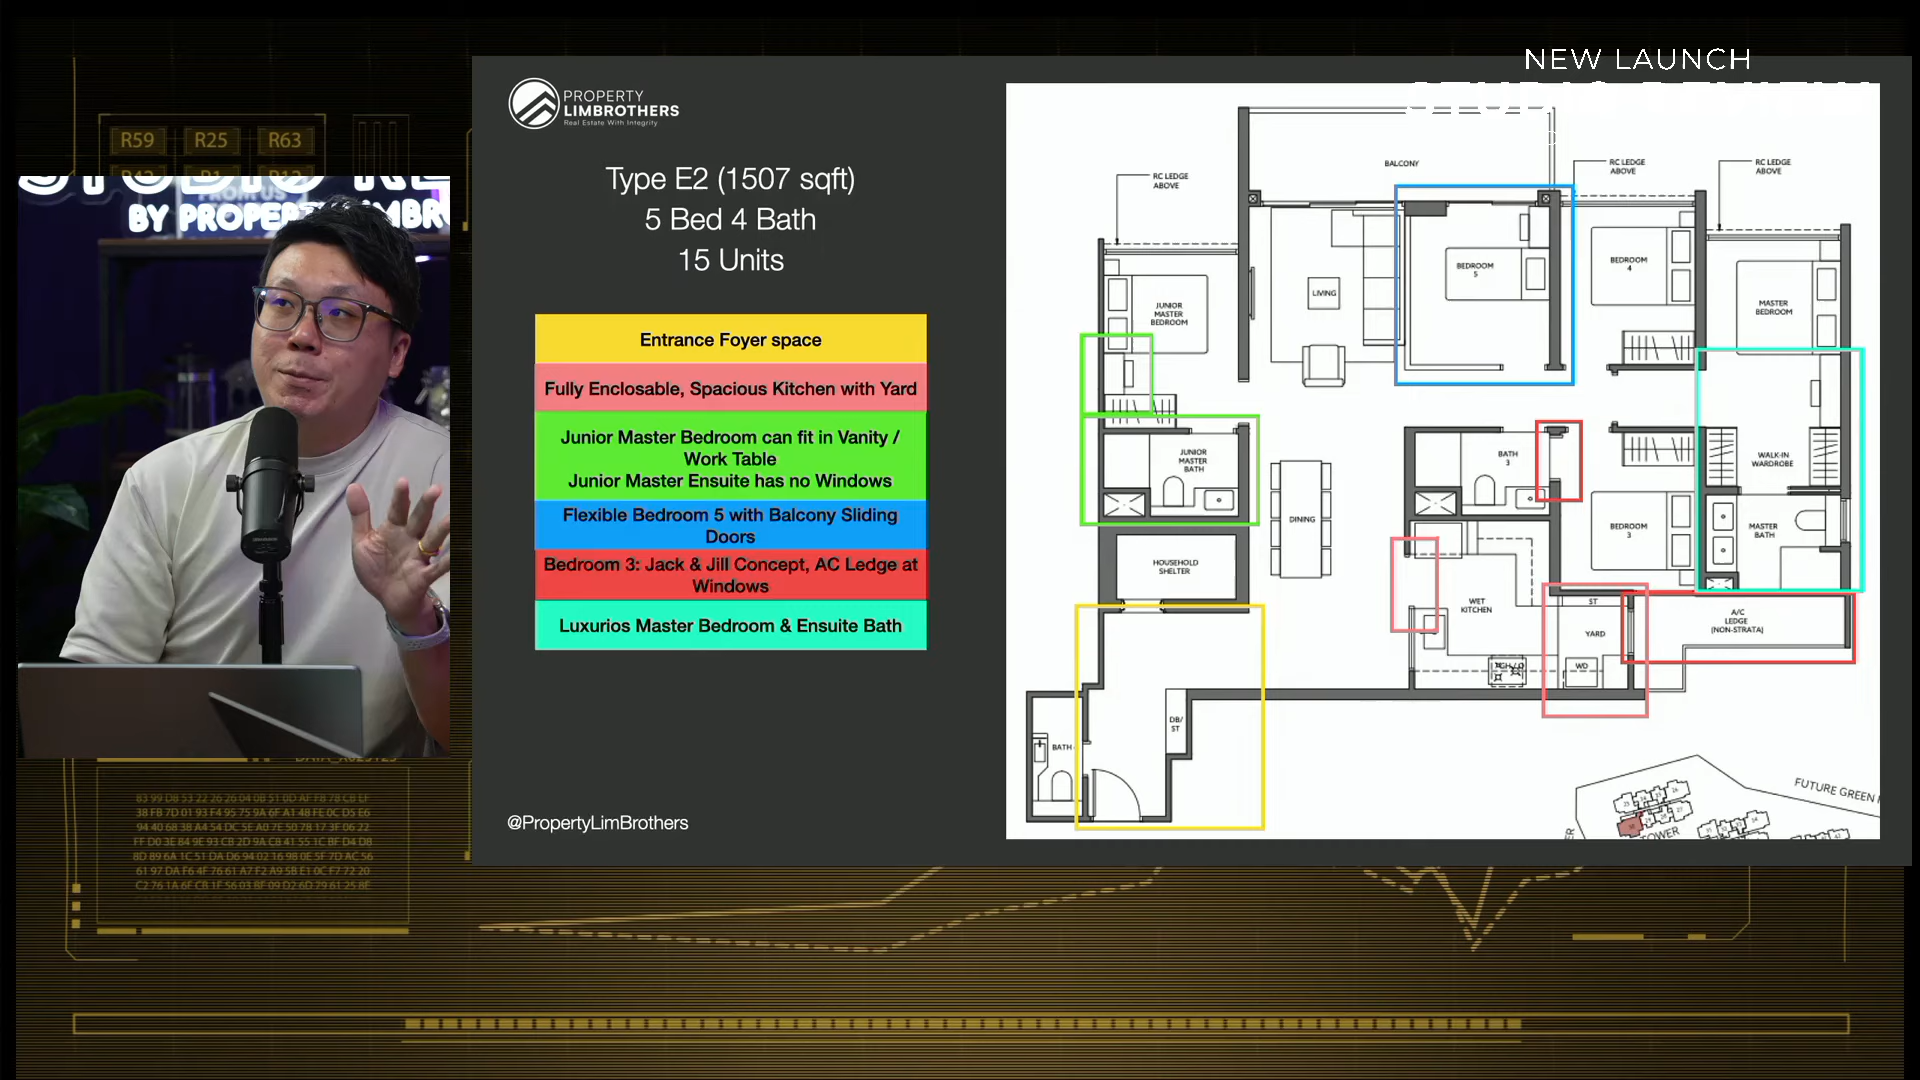 NEW LAUNCH
R59
R25
R63
BY PROPERTY LIMBRO
PROPERTY
LIMBROTHERS
Real Estate With Integrity
Type E2 (1507 sqft)
5 Bed 4 Bath
15 Units
Entrance Foyer space
Fully Enclosable, Spacious Kitchen with Yard
Junior Master Bedroom can fit in Vanity /
Work Table
Junior Master Ensuite has no Windows
Flexible Bedroom 5 with Balcony Sliding
Doors
Bedroom 3: Jack & Jill Concept, AC Ledge at
Windows
Luxurios Master Bedroom & Ensuite Bath
@PropertyLimBrothers
BALCONY
RC LEDGE
ABOVE
RC LEDGE
ABOVE
RC LEDGE
ABOVE
JUNIOR
MASTER
BEDROOM
LIVING
BEDROOM
5
BEDROOM
4
MASTER
BEDROOM
JUNIOR
MASTER
BATH
DINING
BATH
3
WALK-IN
WARDROBE
BEDROOM
3
MASTER
BATH
HOUSEHOLD
SHELTER
WET
KITCHEN
ST
YARD
WD
A/C
LEDGE
(NON-STRATA)
DB/
ST
BATH
FUTURE GREEN
TOWER